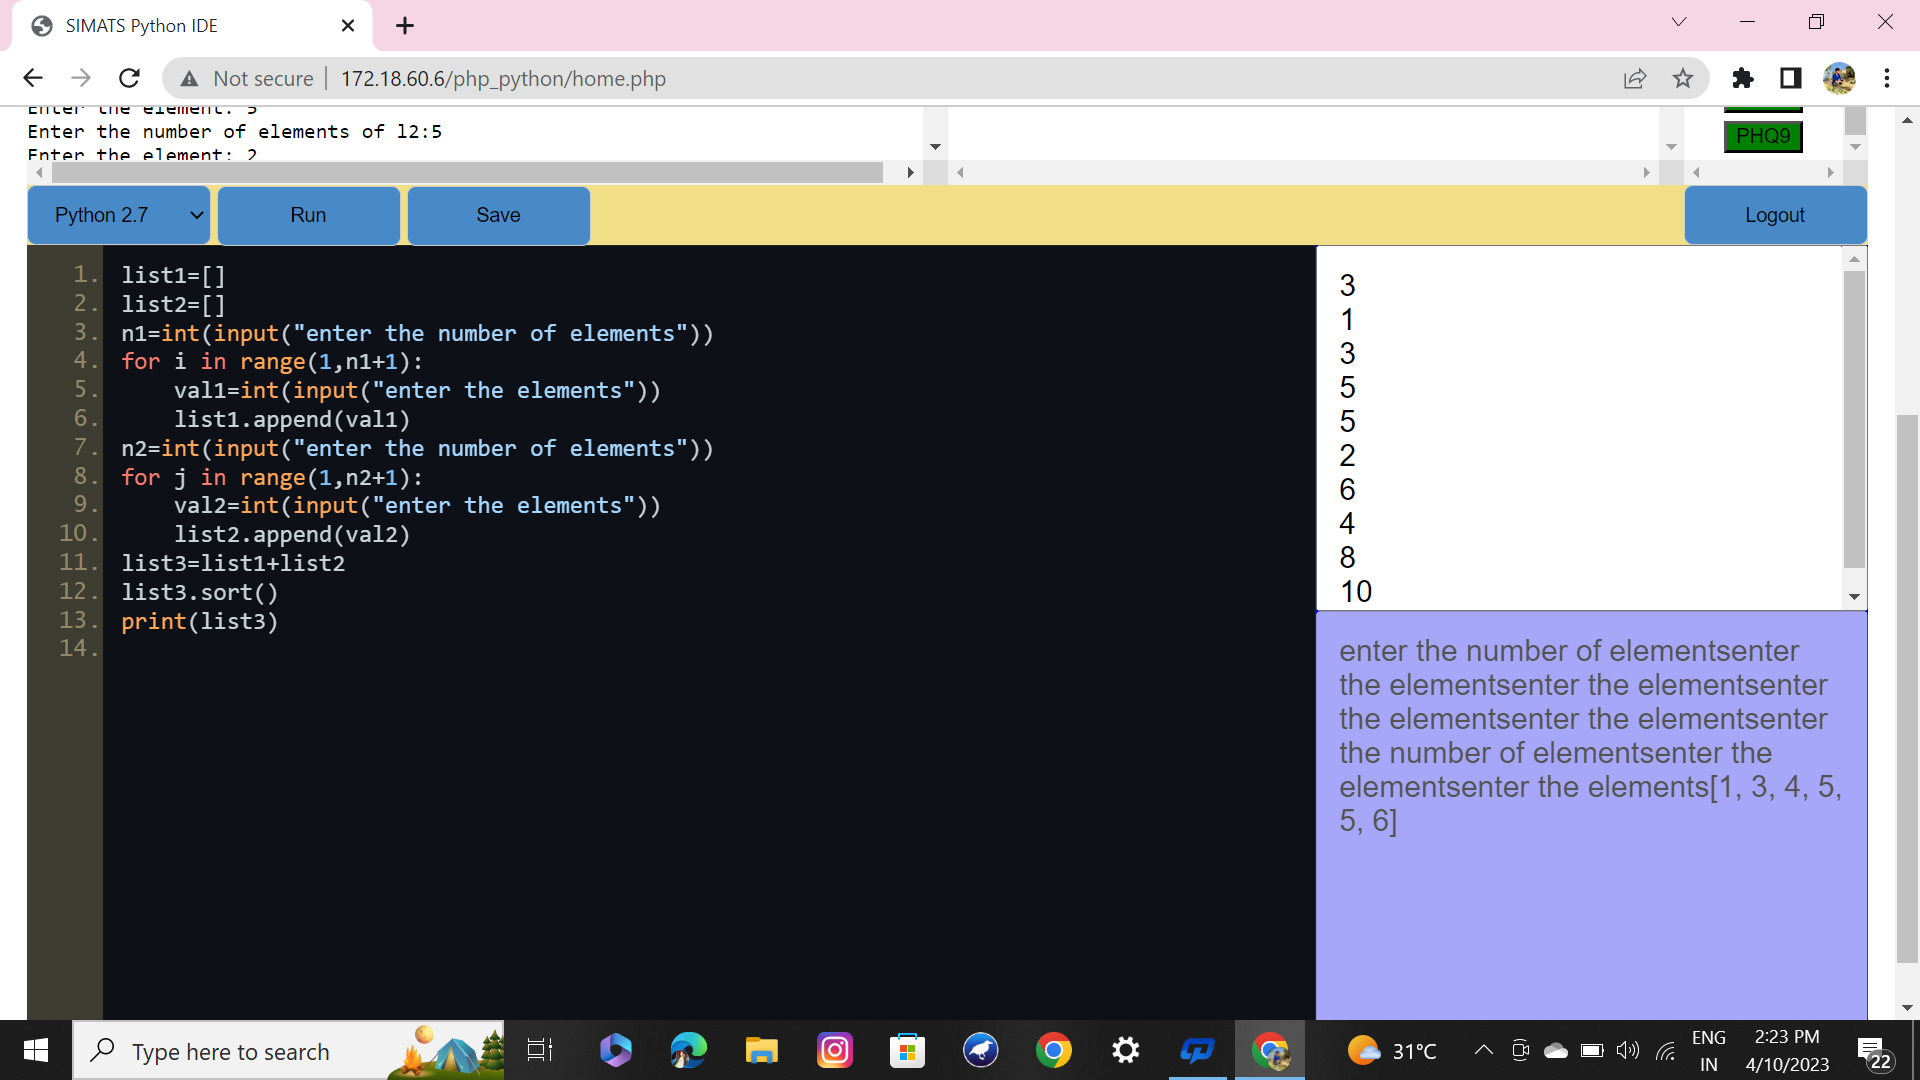 SIMATS Python IDE
Not secure
172.18.60.6/php_python/home.php
Enter the element: 5
Enter the number of elements of l2:5
Enter the element: 2
PHQ9
Python 2.7
Run
Save
Logout
1. list1=[]
2. list2=[]
3. n1=int(input("enter the number of elements"))
4. for i in range(1,n1+1):
5.     val1=int(input("enter the elements"))
6.     list1.append(val1)
7. n2=int(input("enter the number of elements"))
8. for j in range(1,n2+1):
9.     val2=int(input("enter the elements"))
10.     list2.append(val2)
11. list3=list1+list2
12. list3.sort()
13. print(list3)
14.
3
1
3
5
5
2
6
4
8
10
enter the number of elementsenter
the elementsenter the elementsenter
the elementsenter the elementsenter
the number of elementsenter the
elementsenter the elements[1, 3, 4, 5,
5, 6]
Type here to search
31°C
ENG
IN
2:23 PM
4/10/2023
22